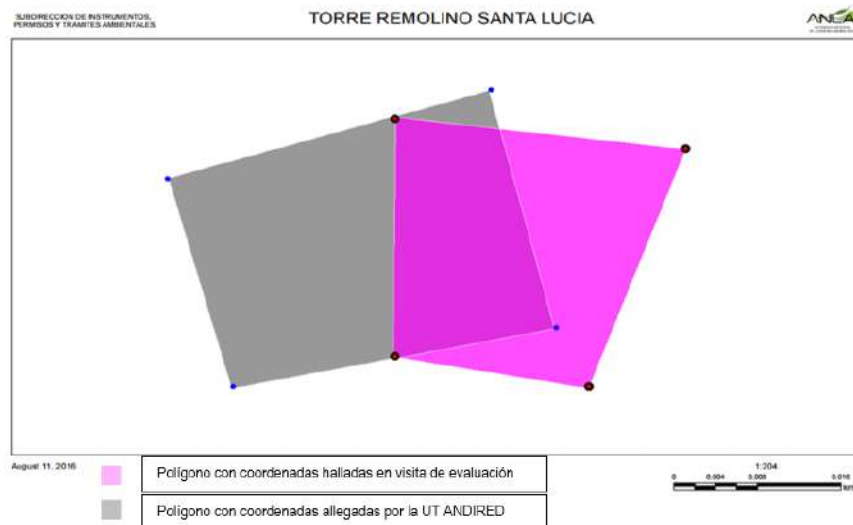 SUBDIRECCION DE INSTRUMENTOS,
PERMISOS Y TRAMITES AMBIENTALES
TORRE REMOLINO SANTA LUCIA
ANLA
August 11, 2016
Polígono con coordenadas halladas en visita de evaluación
Polígono con coordenadas allegadas por la UT ANDIRED
1:204
0 0.004 0.008 0.016
km